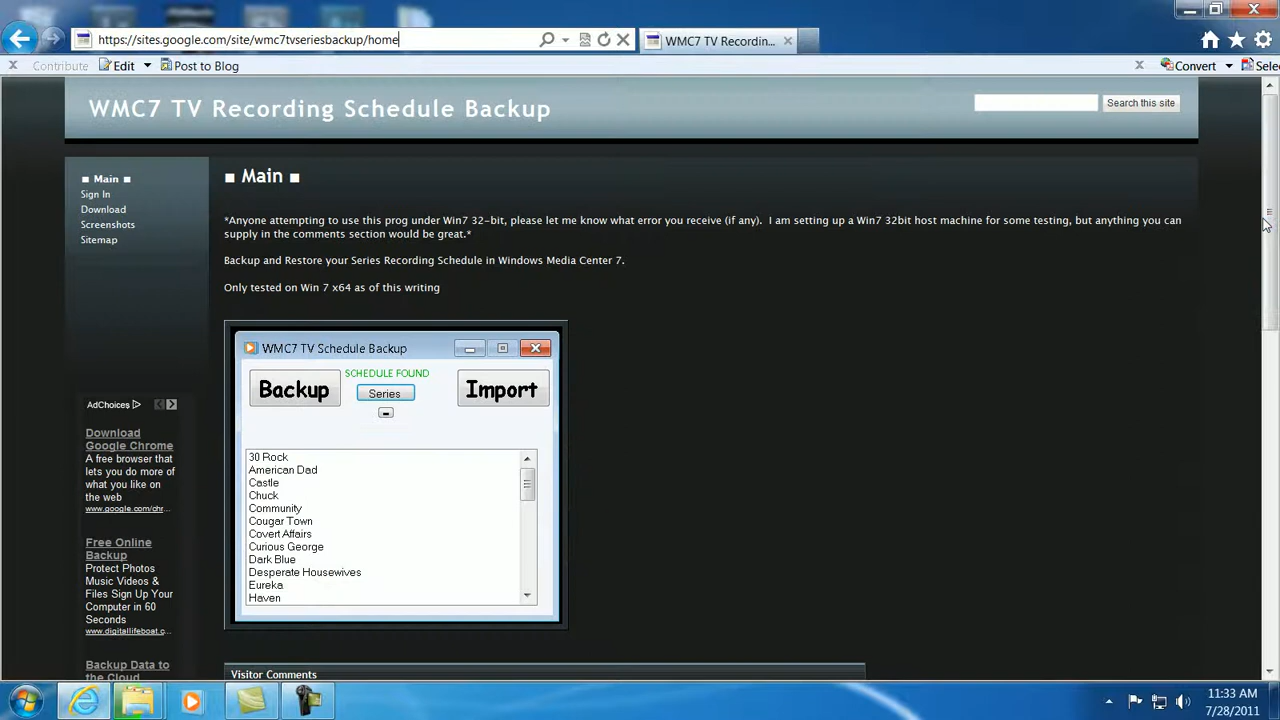 https://sites.google.com/site/wmc7tvseriesbackup/home
WMC7 TV Recordin...
Contribute
Edit
Post to Blog
Convert
Selec
WMC7 TV Recording Schedule Backup
Search this site
■ Main ■
Sign In
Download
Screenshots
Sitemap
■ Main ■
*Anyone attempting to use this prog under Win7 32-bit, please let me know what error you receive (if any). I am setting up a Win7 32bit host machine for some testing, but anything you can
supply in the comments section would be great.*
Backup and Restore your Series Recording Schedule in Windows Media Center 7.
Only tested on Win 7 x64 as of this writing
WMC7 TV Schedule Backup
Backup
SCHEDULE FOUND
Series
-
Import
30 Rock
American Dad
Castle
Chuck
Community
Cougar Town
Covert Affairs
Curious George
Dark Blue
Desperate Housewives
Eureka
Haven
AdChoices
Download
Google Chrome
A free browser that
lets you do more of
what you like on
the web
www.google.com/chr...
Free Online
Backup
Protect Photos
Music Videos &
Files Sign Up Your
Computer in 60
Seconds
www.digitallifeboat.c...
Backup Data to
the Cloud
Visitor Comments
11:33 AM
7/28/2011